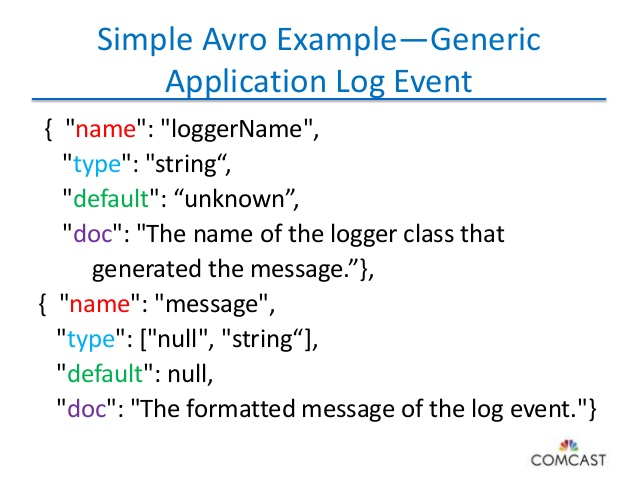 Simple Avro Example—Generic
Application Log Event
{ "name": "loggerName",
"type": "string“,
"default": “unknown”,
"doc": "The name of the logger class that
generated the message.”},
{ "name": "message",
"type": ["null", "string“],
"default": null,
"doc": "The formatted message of the log event."}
COMCAST